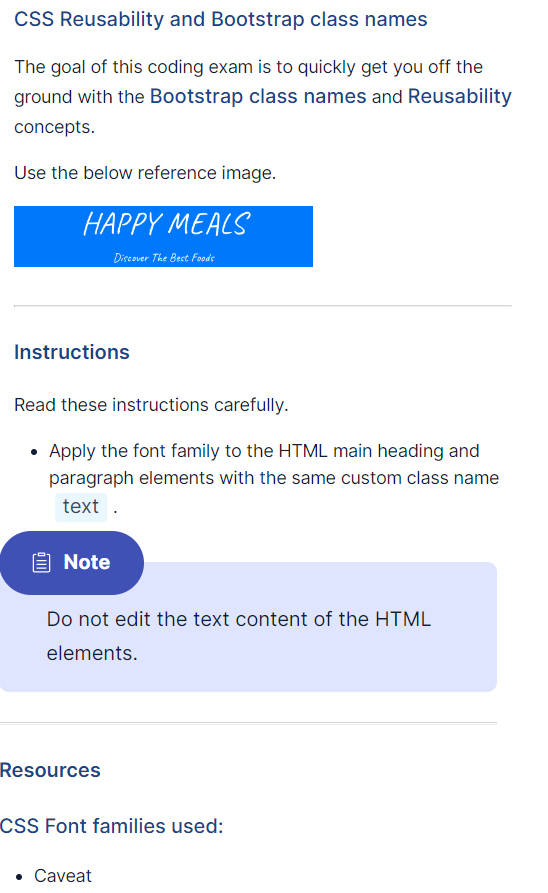 CSS Reusability and Bootstrap class names
The goal of this coding exam is to quickly get you off the
ground with the Bootstrap class names and Reusability
concepts.
Use the below reference image.
HAPPY MEALS
Discover The Best Foods
Instructions
Read these instructions carefully.
• Apply the font family to the HTML main heading and
paragraph elements with the same custom class name
text .
Note
Do not edit the text content of the HTML
elements.
Resources
CSS Font families used:
• Caveat